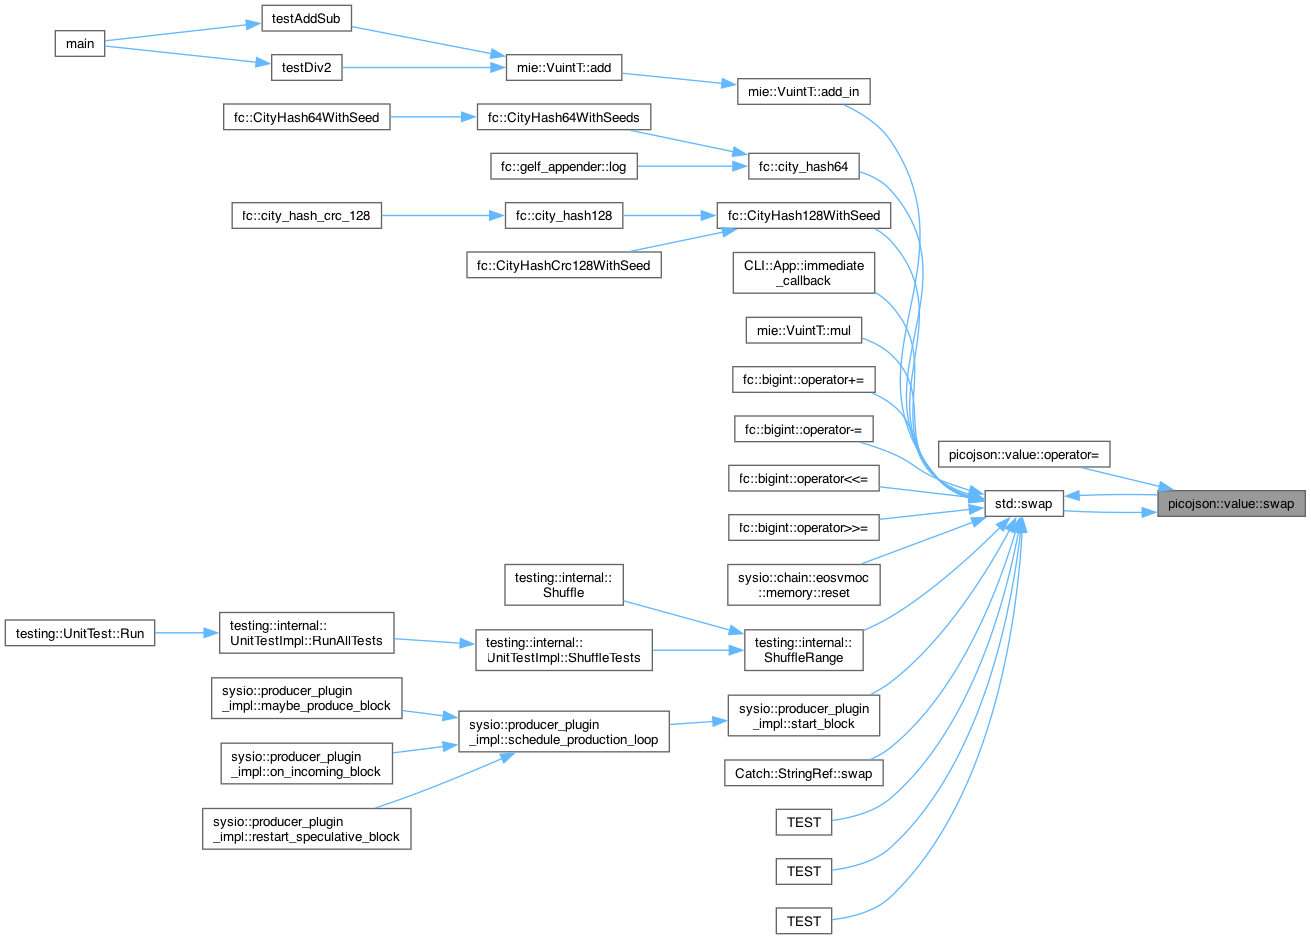 testAddSub
main
testDiv2
mie::VuintT::add
mie::VuintT::add_in
fc::CityHash64WithSeed
fc::CityHash64WithSeeds
fc::gelf_appender::log
fc::city_hash64
fc::city_hash_crc_128
fc::city_hash128
fc::CityHash128WithSeed
fc::CityHashCrc128WithSeed
CLI::App::immediate
_callback
mie::VuintT::mul
fc::bigint::operator+=
fc::bigint::operator-=
picojson::value::operator=
fc::bigint::operator<<=
std::swap
picojson::value::swap
fc::bigint::operator>>=
sysio::chain::eosvmoc
::memory::reset
testing::internal::
Shuffle
testing::UnitTest::Run
testing::internal::
UnitTestImpl::RunAllTests
testing::internal::
UnitTestImpl::ShuffleTests
testing::internal::
ShuffleRange
sysio::producer_plugin
_impl::maybe_produce_block
sysio::producer_plugin
_impl::schedule_production_loop
sysio::producer_plugin
_impl::start_block
sysio::producer_plugin
_impl::on_incoming_block
Catch::StringRef::swap
sysio::producer_plugin
_impl::restart_speculative_block
TEST
TEST
TEST